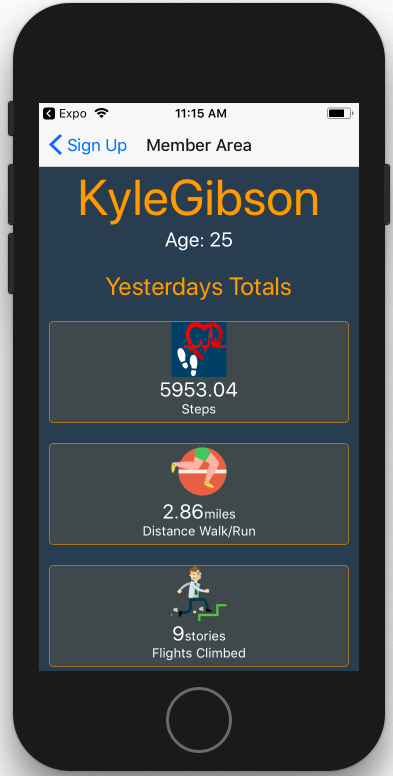 Expo 11:15 AM
Sign Up Member Area
KyleGibson
Age: 25
Yesterdays Totals
5953.04
Steps
2.86miles
Distance Walk/Run
9stories
Flights Climbed